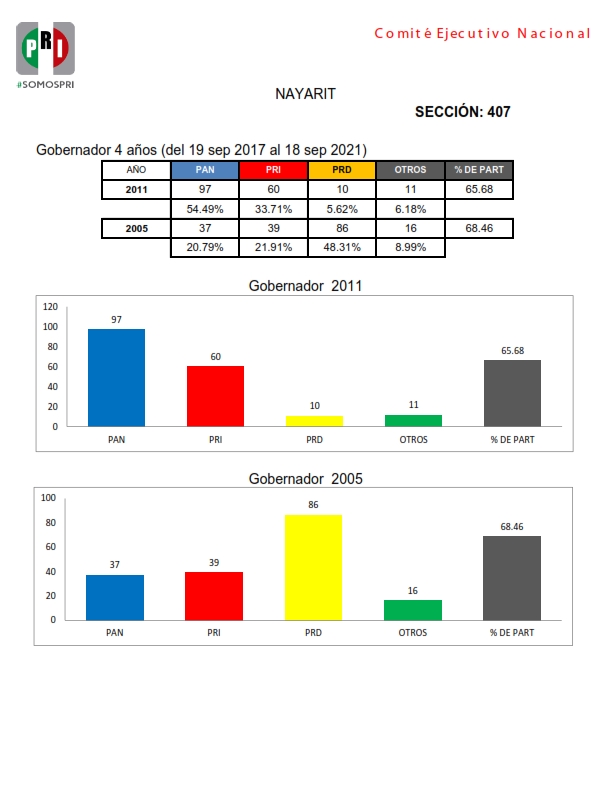 Comité Ejecutivo Nacional
PRI
#SOMOSPRI
NAYARIT
SECCIÓN: 407
Gobernador 4 años (del 19 sep 2017 al 18 sep 2021)
AÑO PAN PRI PRD OTROS % DE PART
2011 97 60 10 11 65.68
54.49% 33.71% 5.62% 6.18%
2005 37 39 86 16 68.46
20.79% 21.91% 48.31% 8.99%
Gobernador 2011
120
100
80
60
40
20
0
97
60
10
11
65.68
PAN PRI PRD OTROS % DE PART
Gobernador 2005
100
80
60
40
20
0
37
39
86
16
68.46
PAN PRI PRD OTROS % DE PART